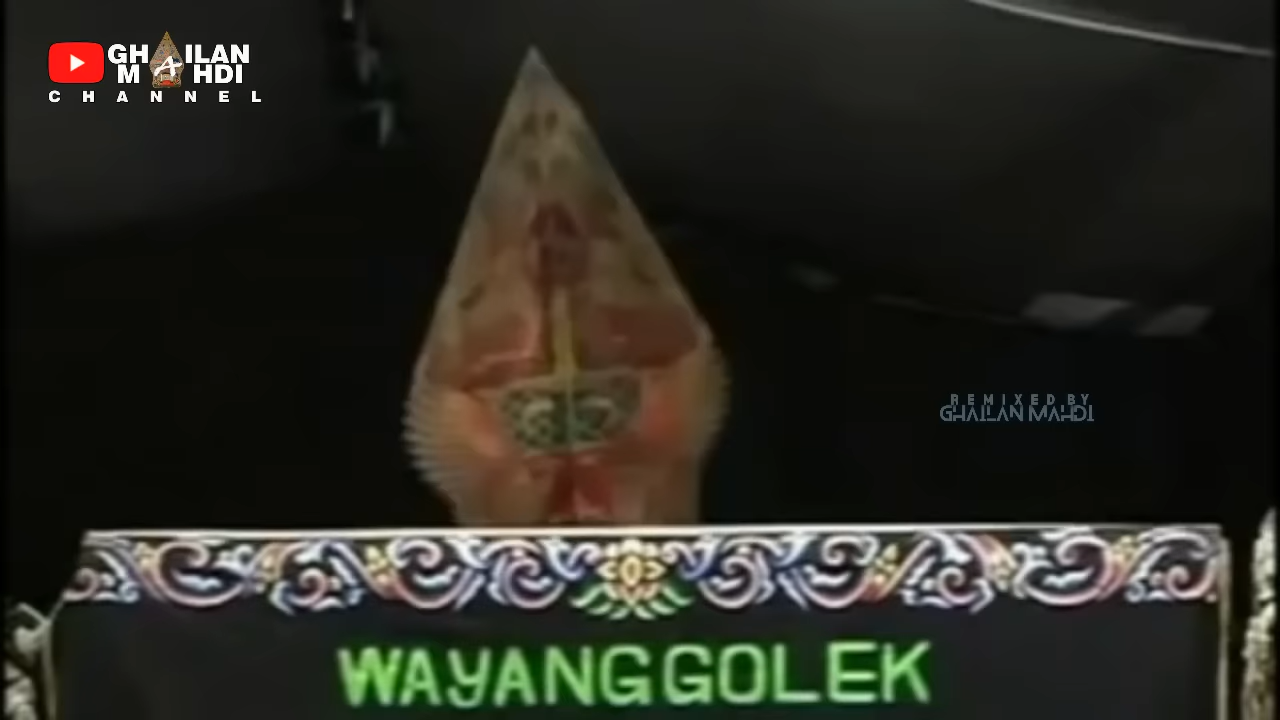 GHAILAN
MAHDI
CHANNEL
REMIXED BY
GHAILAN MAHDI
WAYANG GOLEK